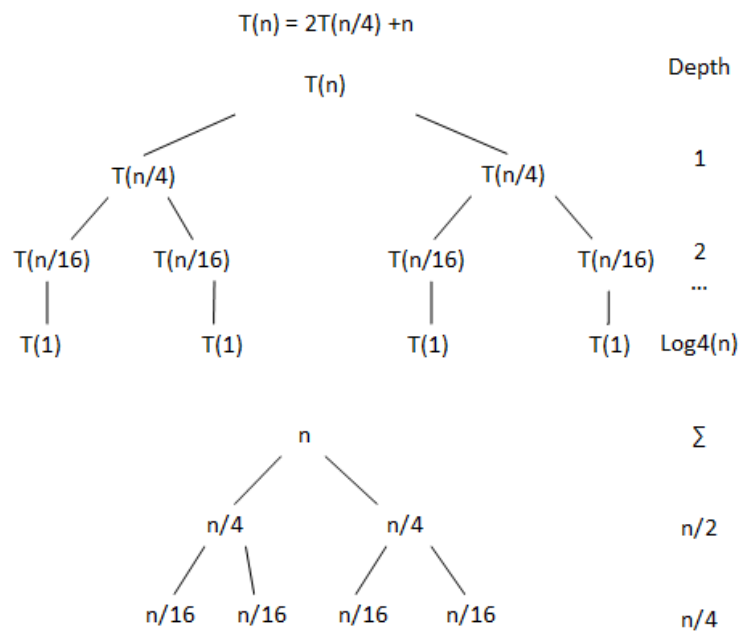 T(n) = 2T(n/4) +n
Depth
T(n)
T(n/4) T(n/4) 1
T(n/16) T(n/16) T(n/16) T(n/16) 2
...
T(1) T(1) T(1) T(1) Log4(n)
n ∑
n/4 n/4 n/2
n/16 n/16 n/16 n/16 n/4